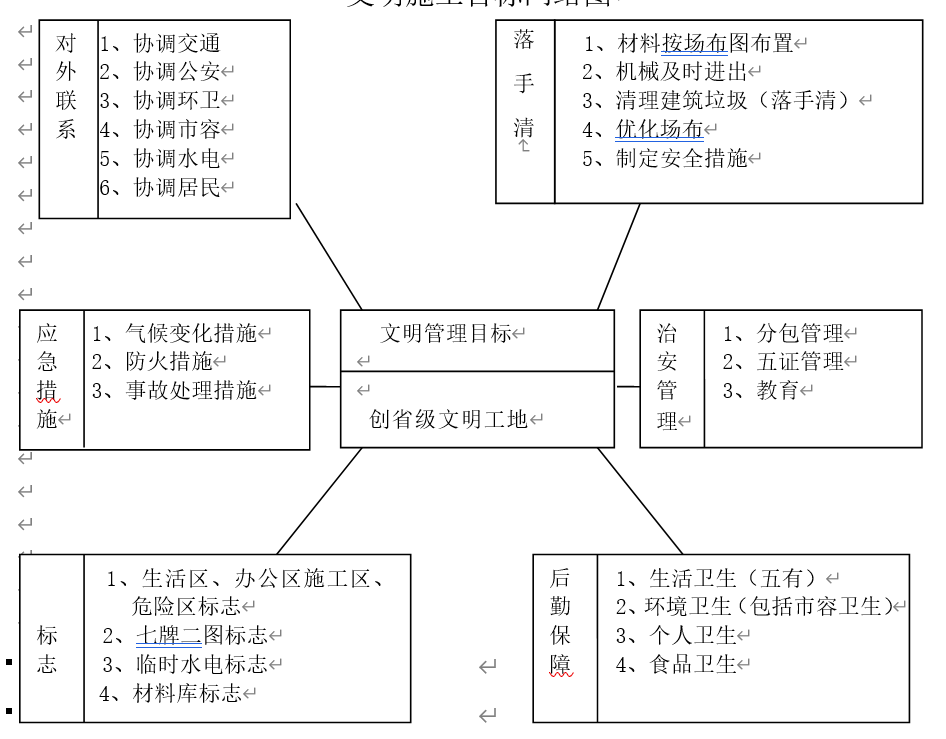 文明施工目标网络图
对外联系
1、协调交通
2、协调公安
3、协调环卫
4、协调市容
5、协调水电
6、协调居民
落手清
1、材料按场布图布置
2、机械及时进出
3、清理建筑垃圾（落手清）
4、优化场布
5、制定安全措施
应急措施
1、气候变化措施
2、防火措施
3、事故处理措施
文明管理目标
创省级文明工地
治安管理
1、分包管理
2、五证管理
3、教育
标志
1、生活区、办公区施工区、
危险区标志
2、七牌二图标志
3、临时水电标志
4、材料库标志
后勤保障
1、生活卫生（五有）
2、环境卫生（包括市容卫生）
3、个人卫生
4、食品卫生